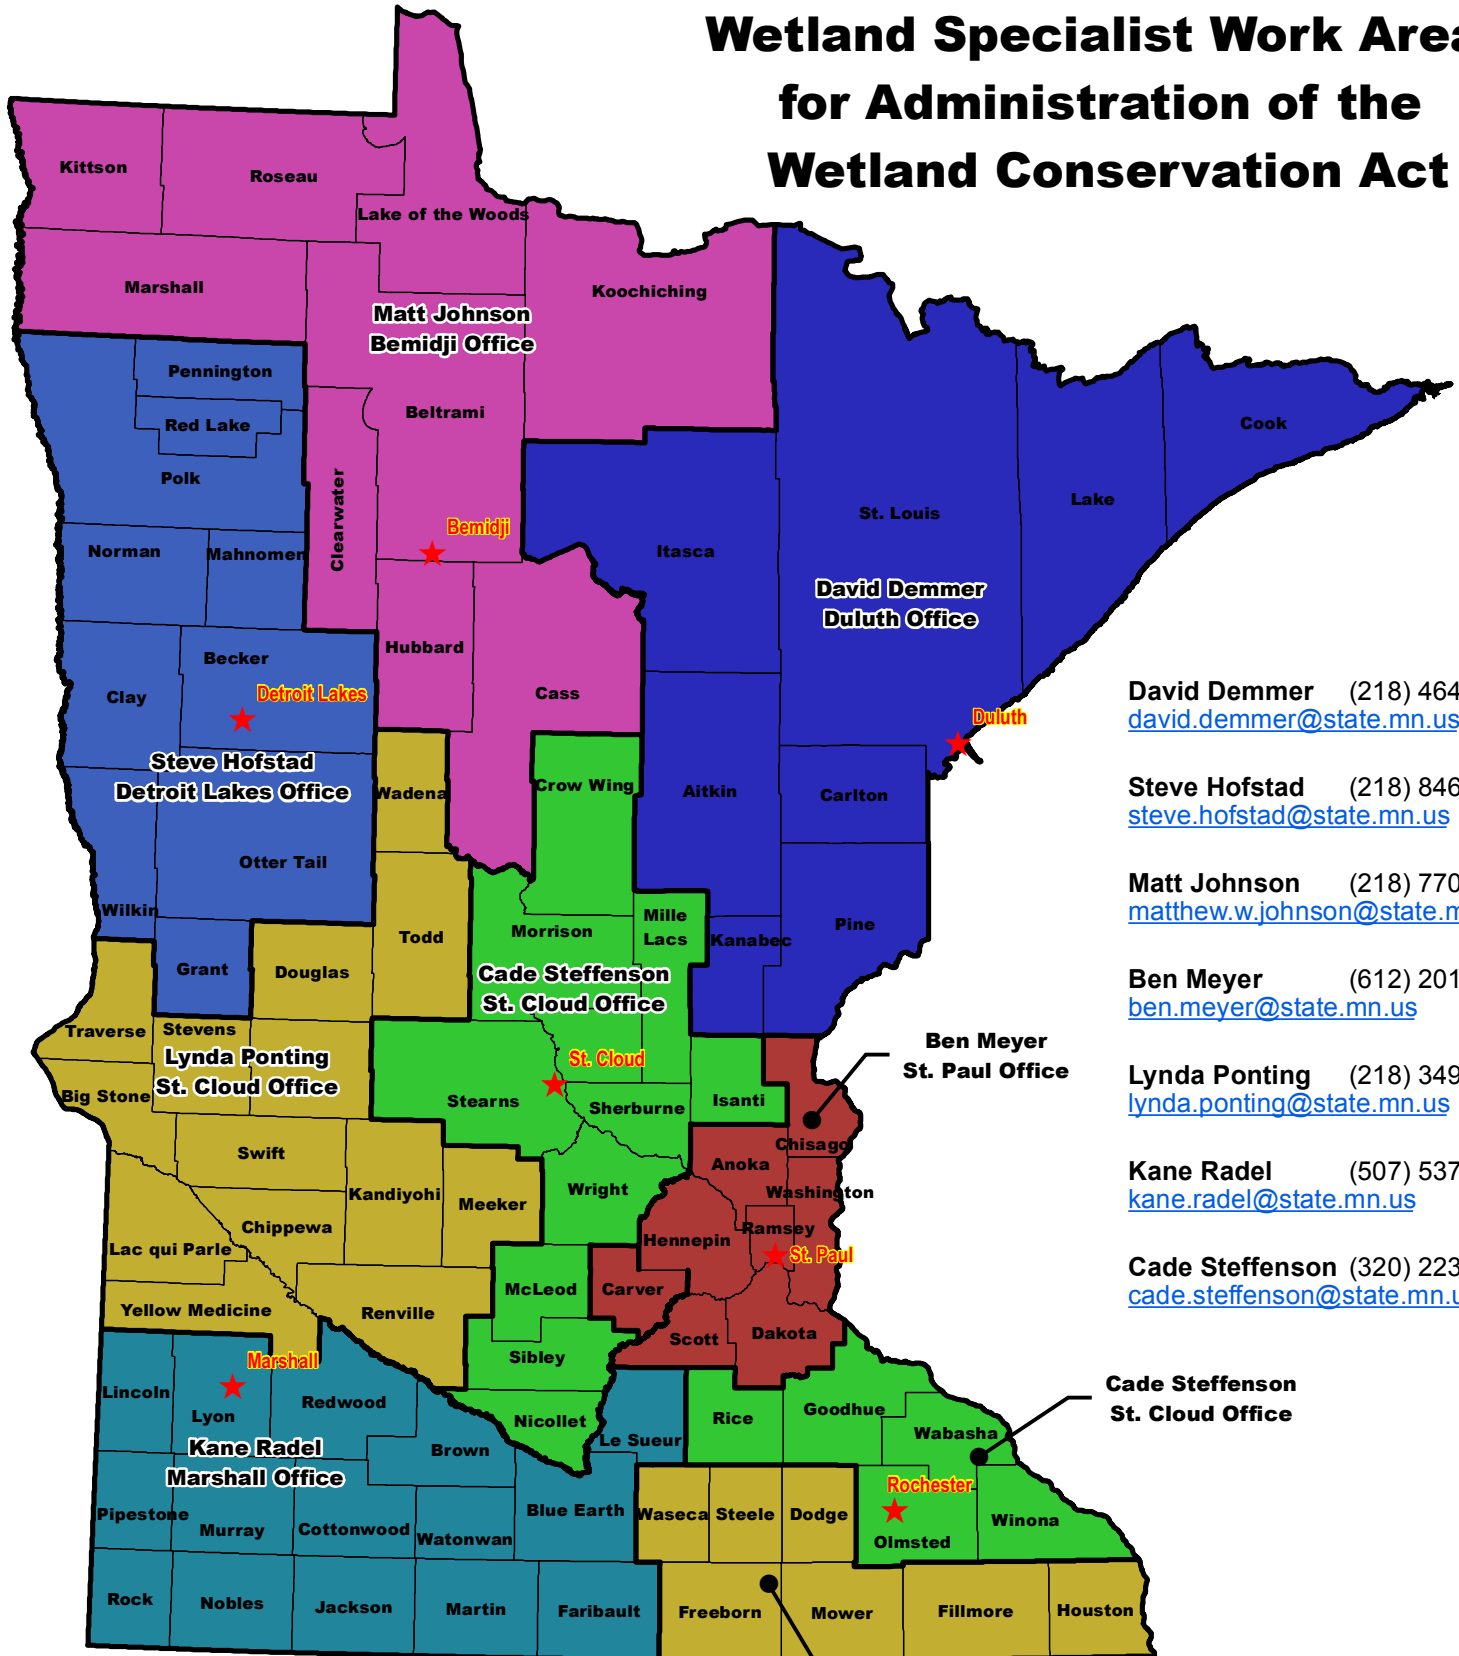 Wetland Specialist Work Area
for Administration of the
Wetland Conservation Act
Kittson
Roseau
Lake of the Woods
Marshall
Koochiching
Matt Johnson
Bemidji Office
Pennington
Red Lake
Beltrami
Polk
Clearwater
Cook
Lake
St. Louis
Itasca
Bemidji
Norman
Mahnomen
David Demmer
Duluth Office
Hubbard
Becker
Clay
Detroit Lakes
Cass
Duluth
Steve Hofstad
Detroit Lakes Office
Wadena
Crow Wing
Aitkin
Carlton
Otter Tail
Wilkin
Todd
Morrison
Mille
Lacs
Kanabec
Pine
Grant
Douglas
Cade Steffenson
St. Cloud Office
Traverse
Stevens
Lynda Ponting
St. Cloud Office
St. Cloud
Ben Meyer
St. Paul Office
Big Stone
Stearns
Sherburne
Isanti
Chisago
Swift
Anoka
Kandiyohi
Meeker
Wright
Washington
Chippewa
Ramsey
Hennepin
St. Paul
Lac qui Parle
McLeod
Carver
Yellow Medicine
Renville
Scott
Dakota
Sibley
Marshall
Lincoln
Lyon
Redwood
Nicollet
Le Sueur
Rice
Goodhue
Wabasha
Cade Steffenson
St. Cloud Office
Kane Radel
Marshall Office
Brown
Rochester
Pipestone
Murray
Cottonwood
Watonwan
Blue Earth
Waseca
Steele
Dodge
Olmsted
Winona
Rock
Nobles
Jackson
Martin
Faribault
Freeborn
Mower
Fillmore
Houston
David Demmer (218) 464
david.demmer@state.mn.us
Steve Hofstad (218) 846
steve.hofstad@state.mn.us
Matt Johnson (218) 770
matthew.w.johnson@state.m
Ben Meyer (612) 201
ben.meyer@state.mn.us
Lynda Ponting (218) 349
lynda.ponting@state.mn.us
Kane Radel (507) 537
kane.radel@state.mn.us
Cade Steffenson (320) 223
cade.steffenson@state.mn.u